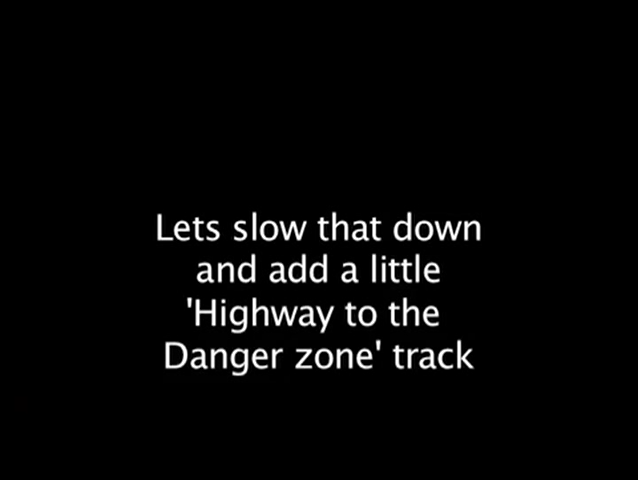 Lets slow that down
and add a little
'Highway to the
Danger zone' track